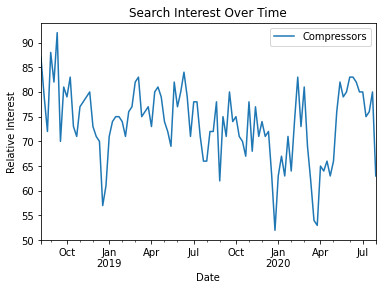 Search Interest Over Time
Compressors
Relative Interest
90
85
80
75
70
65
60
55
50
Oct
Jan
2019
Apr
Jul
Oct
Jan
2020
Apr
Jul
Date